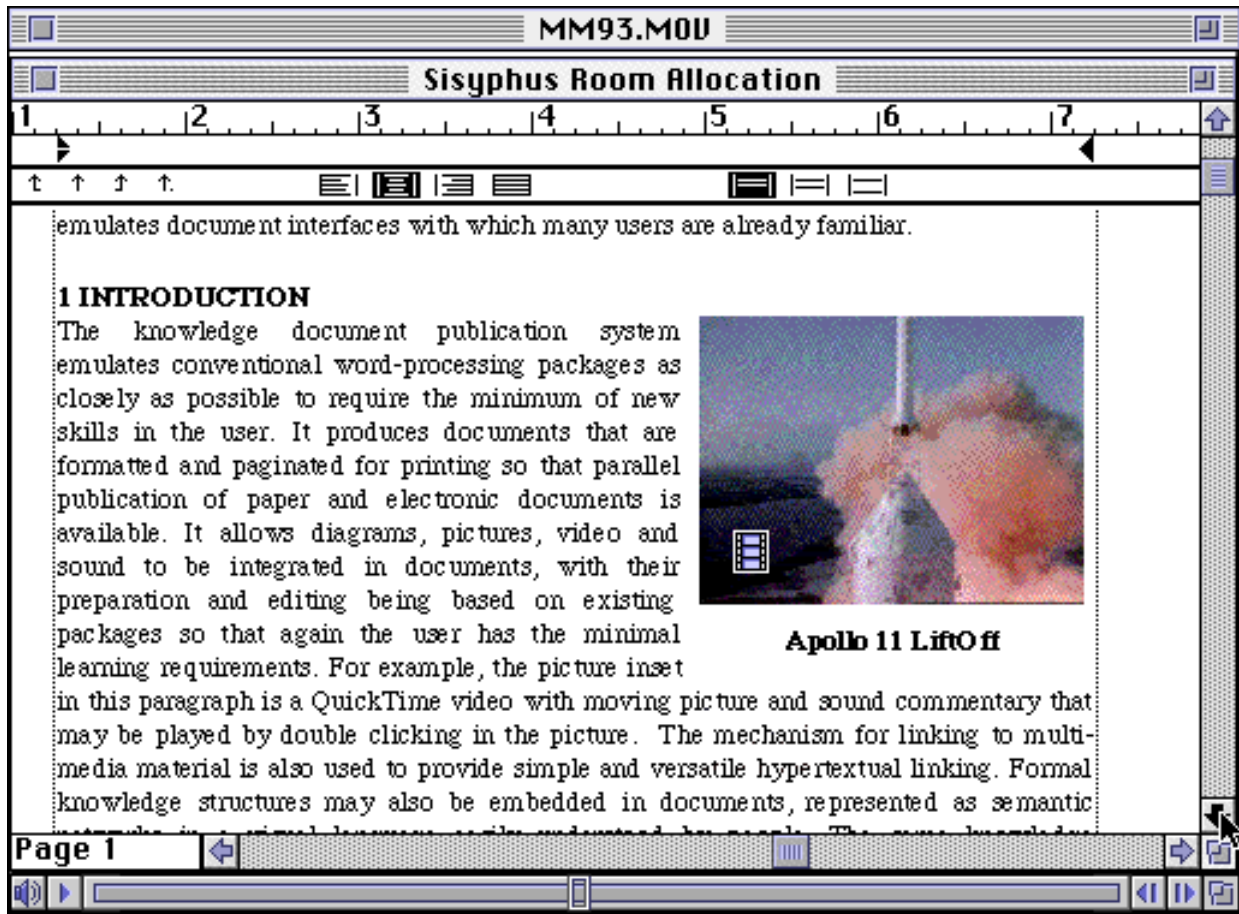 MM93.MOV
Sisyphus Room Allocation
1 2 3 4 5 6 7
emulates document interfaces with which many users are already familiar.
1 INTRODUCTION
The knowledge document publication system
emulates conventional word-processing packages as
closely as possible to require the minimum of new
skills in the user. It produces documents that are
formatted and paginated for printing so that parallel
publication of paper and electronic documents is
available. It allows diagrams, pictures, video and
sound to be integrated in documents, with their
preparation and editing being based on existing
packages so that again the user has the minimal
learning requirements. For example, the picture inset
Apollo 11 LiftOff
in this paragraph is a QuickTime video with moving picture and sound commentary that
may be played by double clicking in the picture. The mechanism for linking to multi-
media material is also used to provide simple and versatile hypertextual linking. Formal
knowledge structures may also be embedded in documents, represented as semantic
Page 1